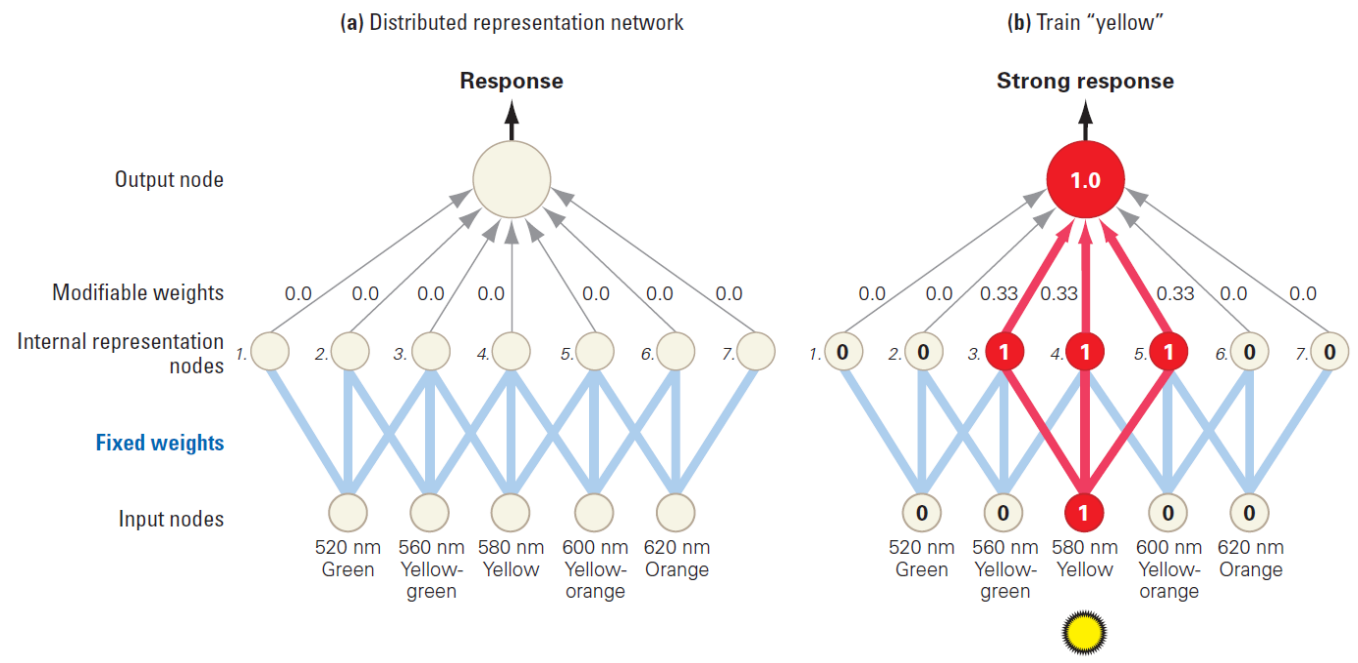 (a) Distributed representation network
(b) Train “yellow”
Response
Strong response
Output node
1.0
Modifiable weights
0.0 0.0 0.0 0.0 0.0 0.0 0.0
0.0 0.0 0.33 0.33 0.33 0.0 0.0
Internal representation
nodes
1. 2. 3. 4. 5. 6. 7.
1. 0 2. 0 3. 1 4. 1 5. 1 6. 0 7. 0
Fixed weights
Input nodes
0 0 1 0 0
520 nm 560 nm 580 nm 600 nm 620 nm
Green Yellow- Yellow Yellow- Orange
green orange
520 nm 560 nm 580 nm 600 nm 620 nm
Green Yellow- Yellow Yellow- Orange
green orange